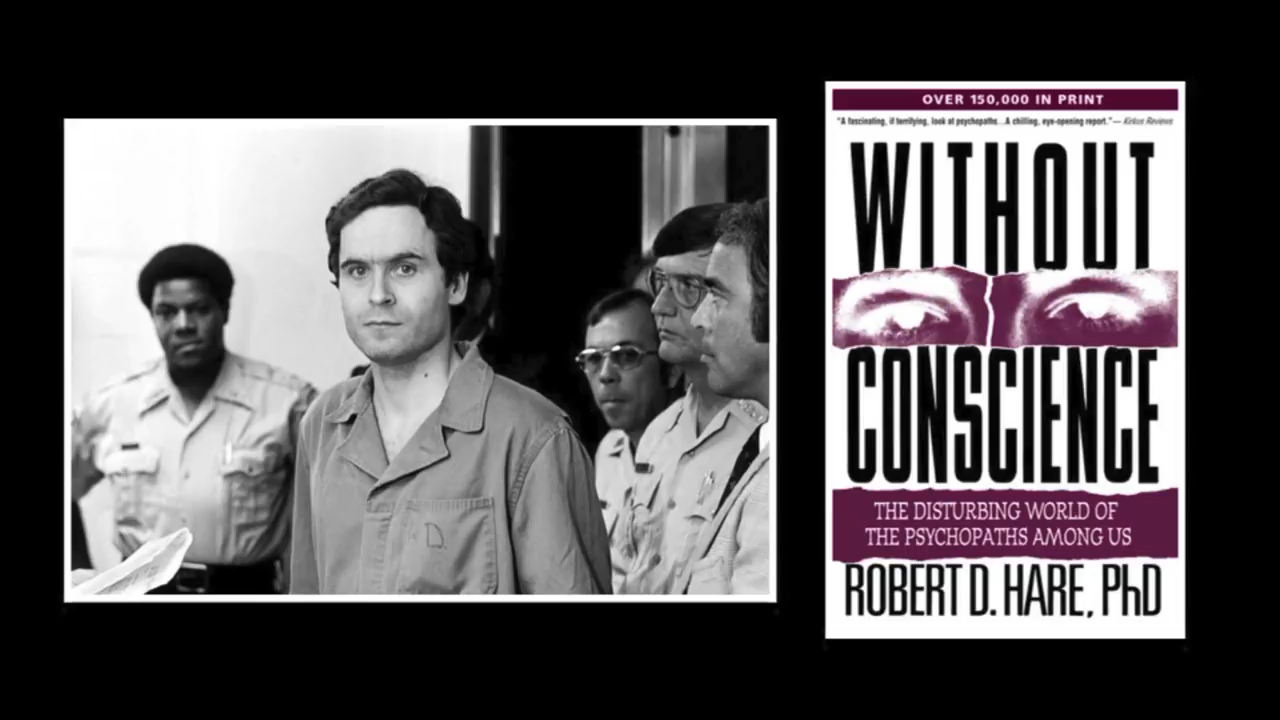 D.
OVER 150,000 IN PRINT
"A fascinating, if terrifying, look at psychopaths...A chilling, eye-opening report."— Kirkus Reviews
WITHOUT
CONSCIENCE
THE DISTURBING WORLD OF
THE PSYCHOPATHS AMONG US
ROBERT D. HARE, PhD